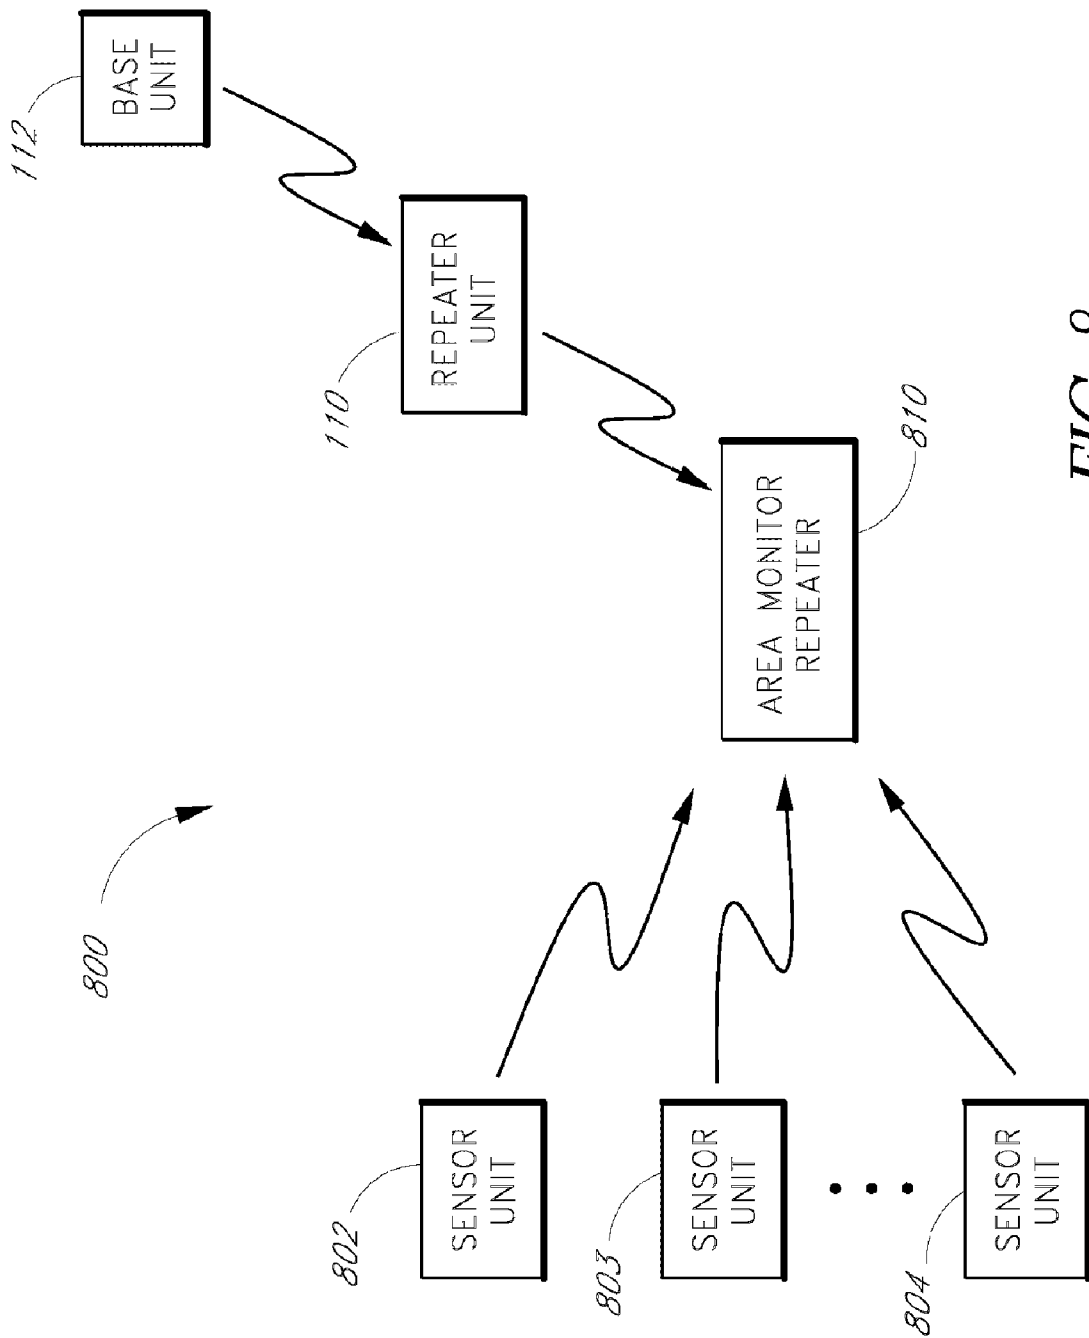 112
800
BASE
UNIT
110
802
REPEATER
UNIT
SENSOR
UNIT
803
SENSOR
UNIT
AREA MONITOR
REPEATER
810
804
SENSOR
UNIT
FIG